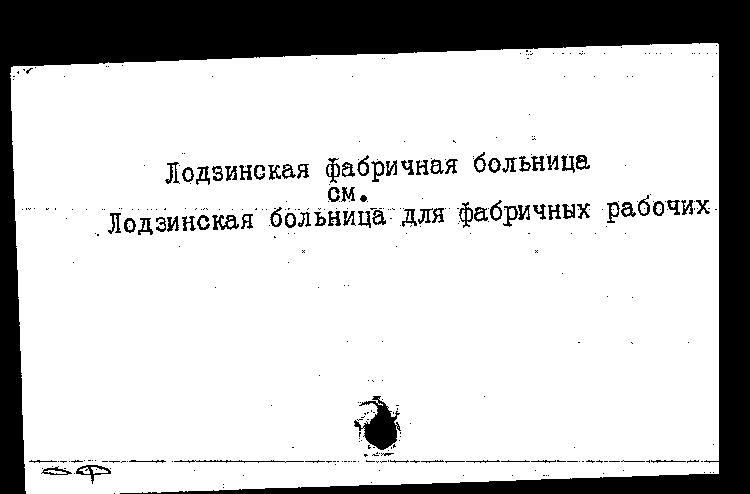 Лодзинская фабричная больница
см.
Лодзинская больница для фабричных рабочих